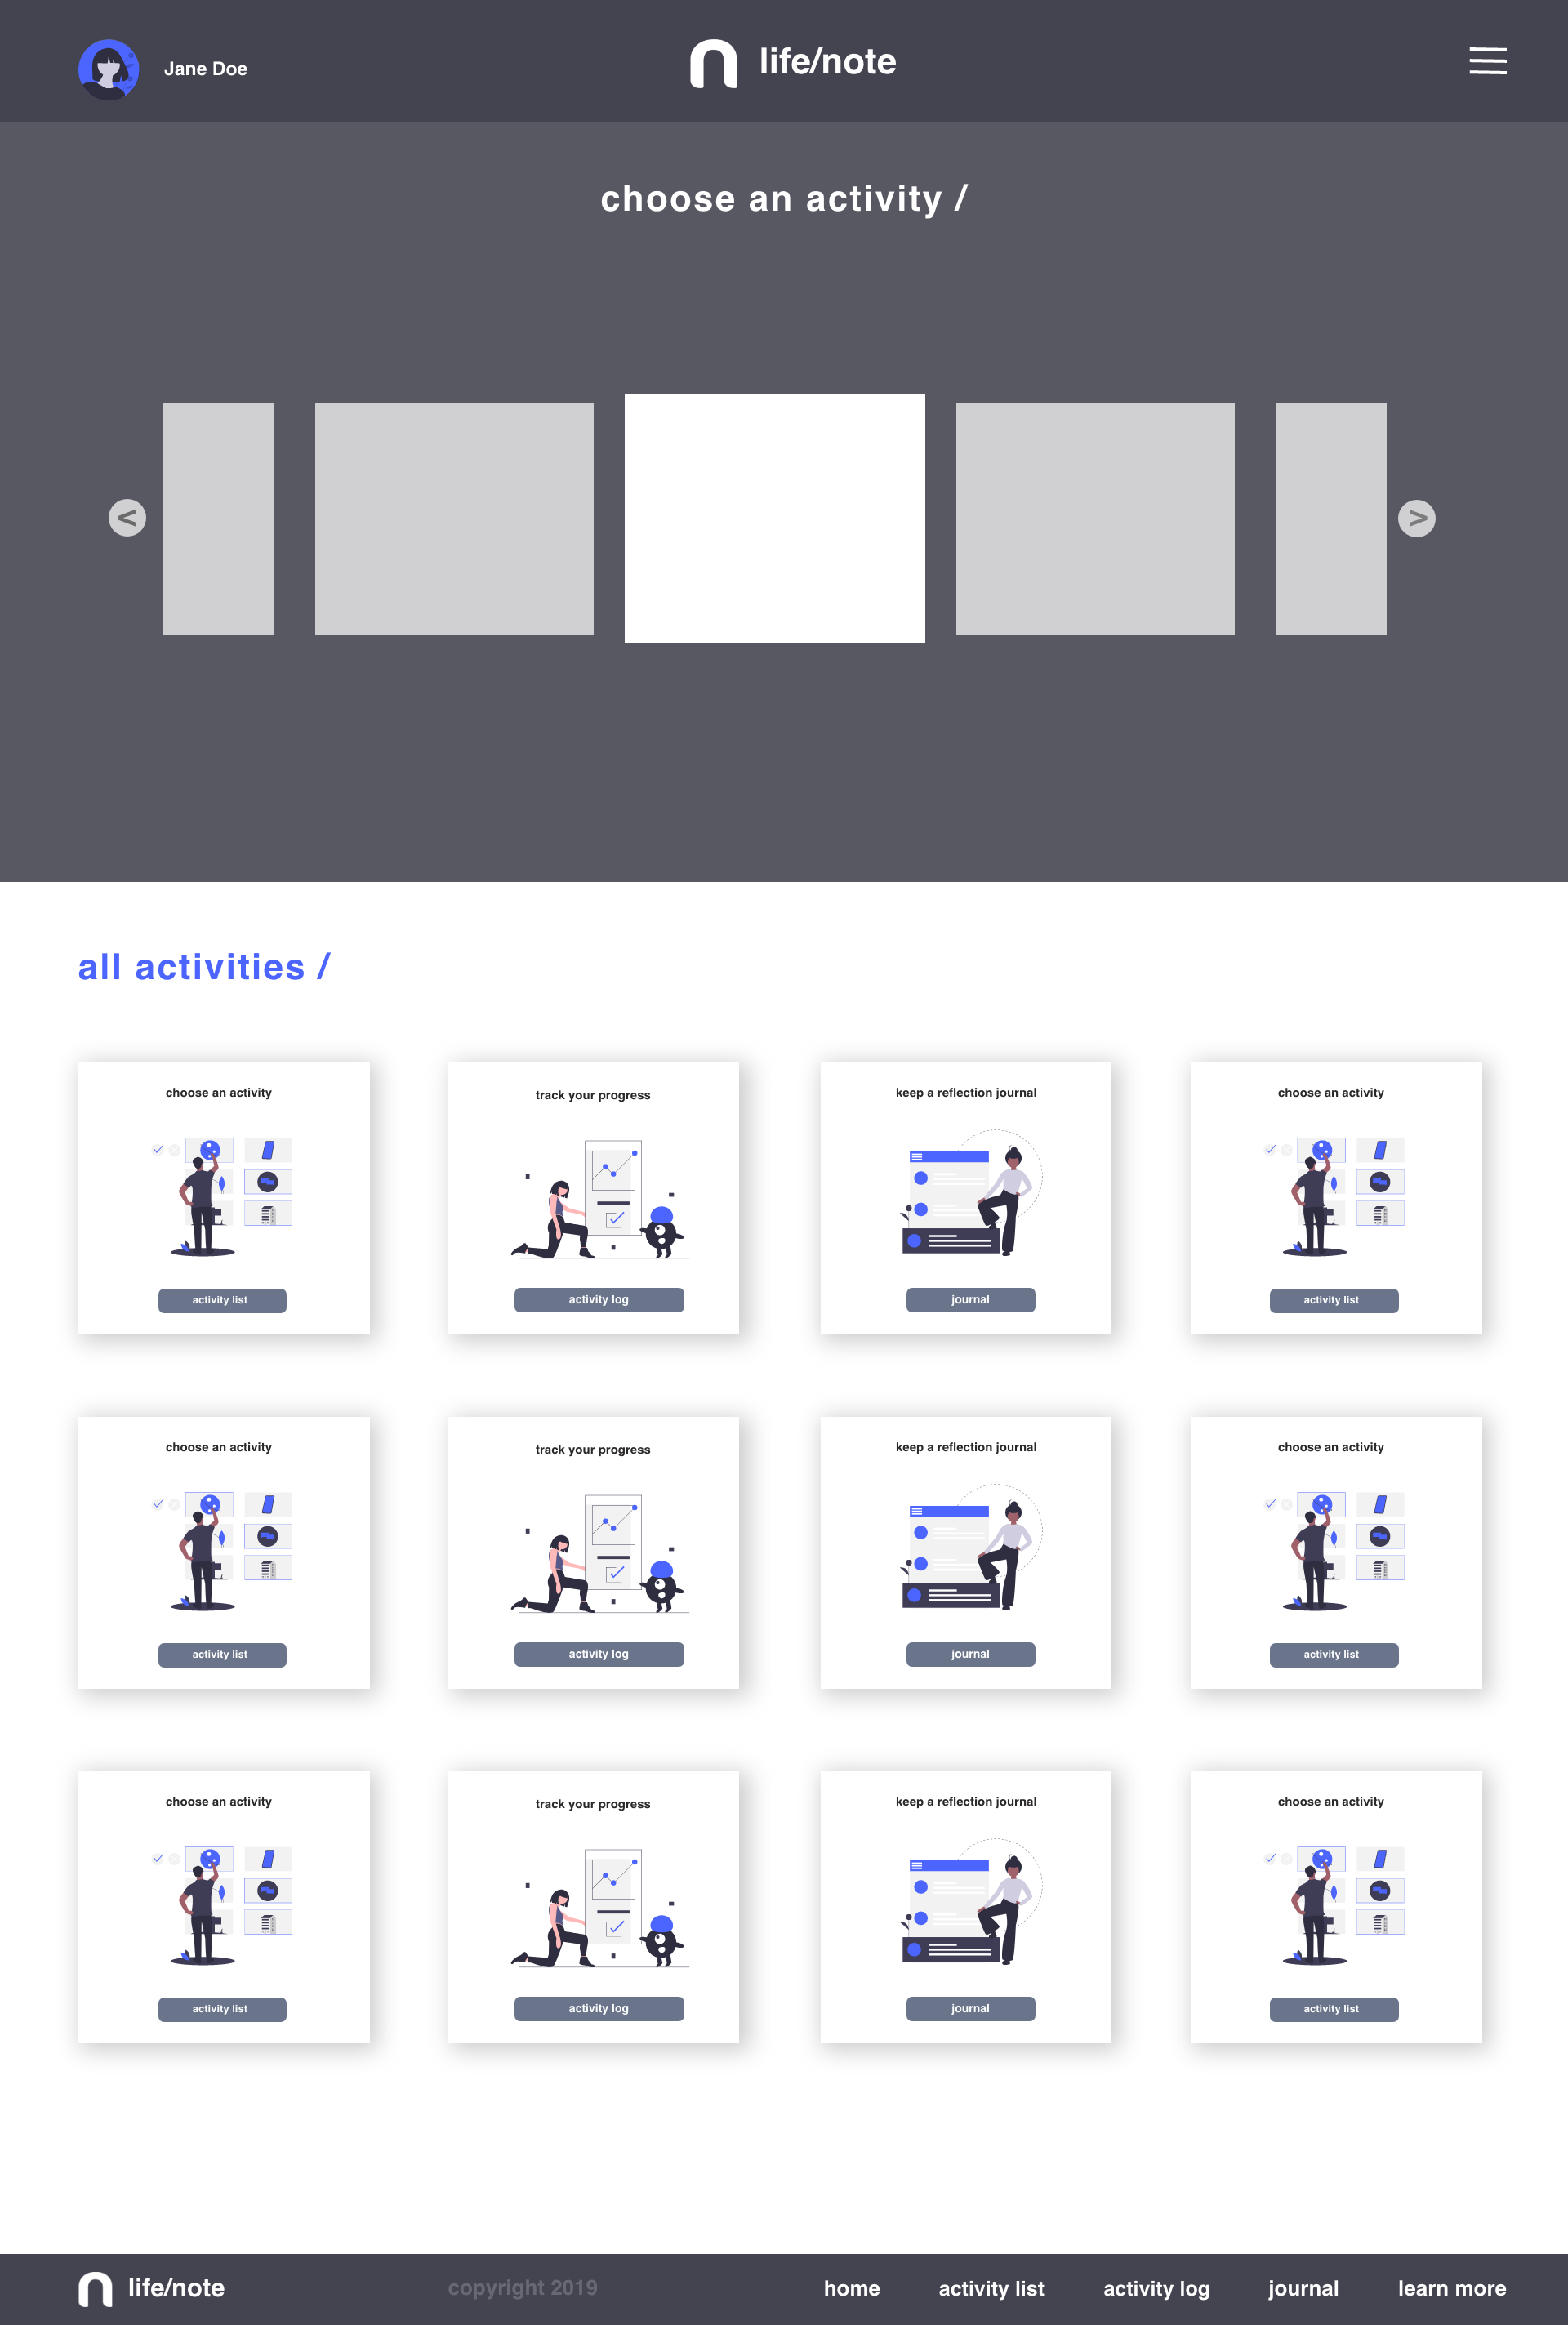 Jane Doe
life/note
choose an activity /
<
>
all activities /
choose an activity
track your progress
keep a reflection journal
choose an activity
activity list
activity log
journal
activity list
choose an activity
track your progress
keep a reflection journal
choose an activity
activity list
activity log
journal
activity list
choose an activity
track your progress
keep a reflection journal
choose an activity
activity list
activity log
journal
activity list
life/note
copyright 2019
home
activity list
activity log
journal
learn more